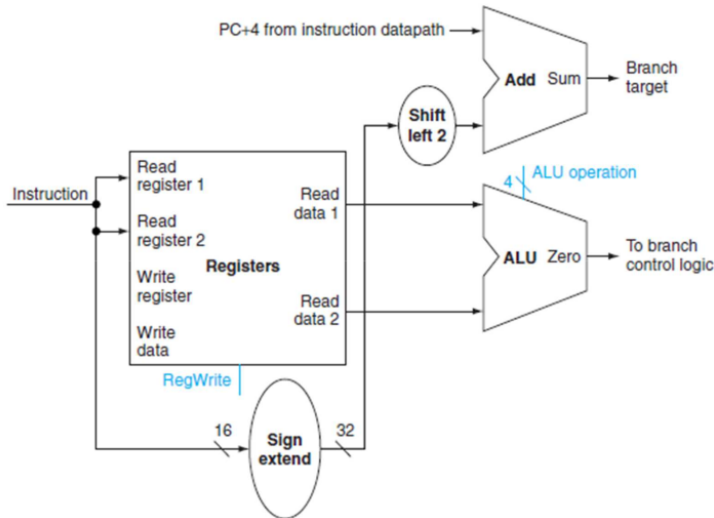 PC+4 from instruction datapath
Add Sum
Branch
target
Shift
left 2
Instruction
Read
register 1
Read
register 2
Write
register
Write
data
Registers
Read
data 1
Read
data 2
RegWrite
4
ALU operation
ALU Zero
To branch
control logic
16
Sign
extend
32